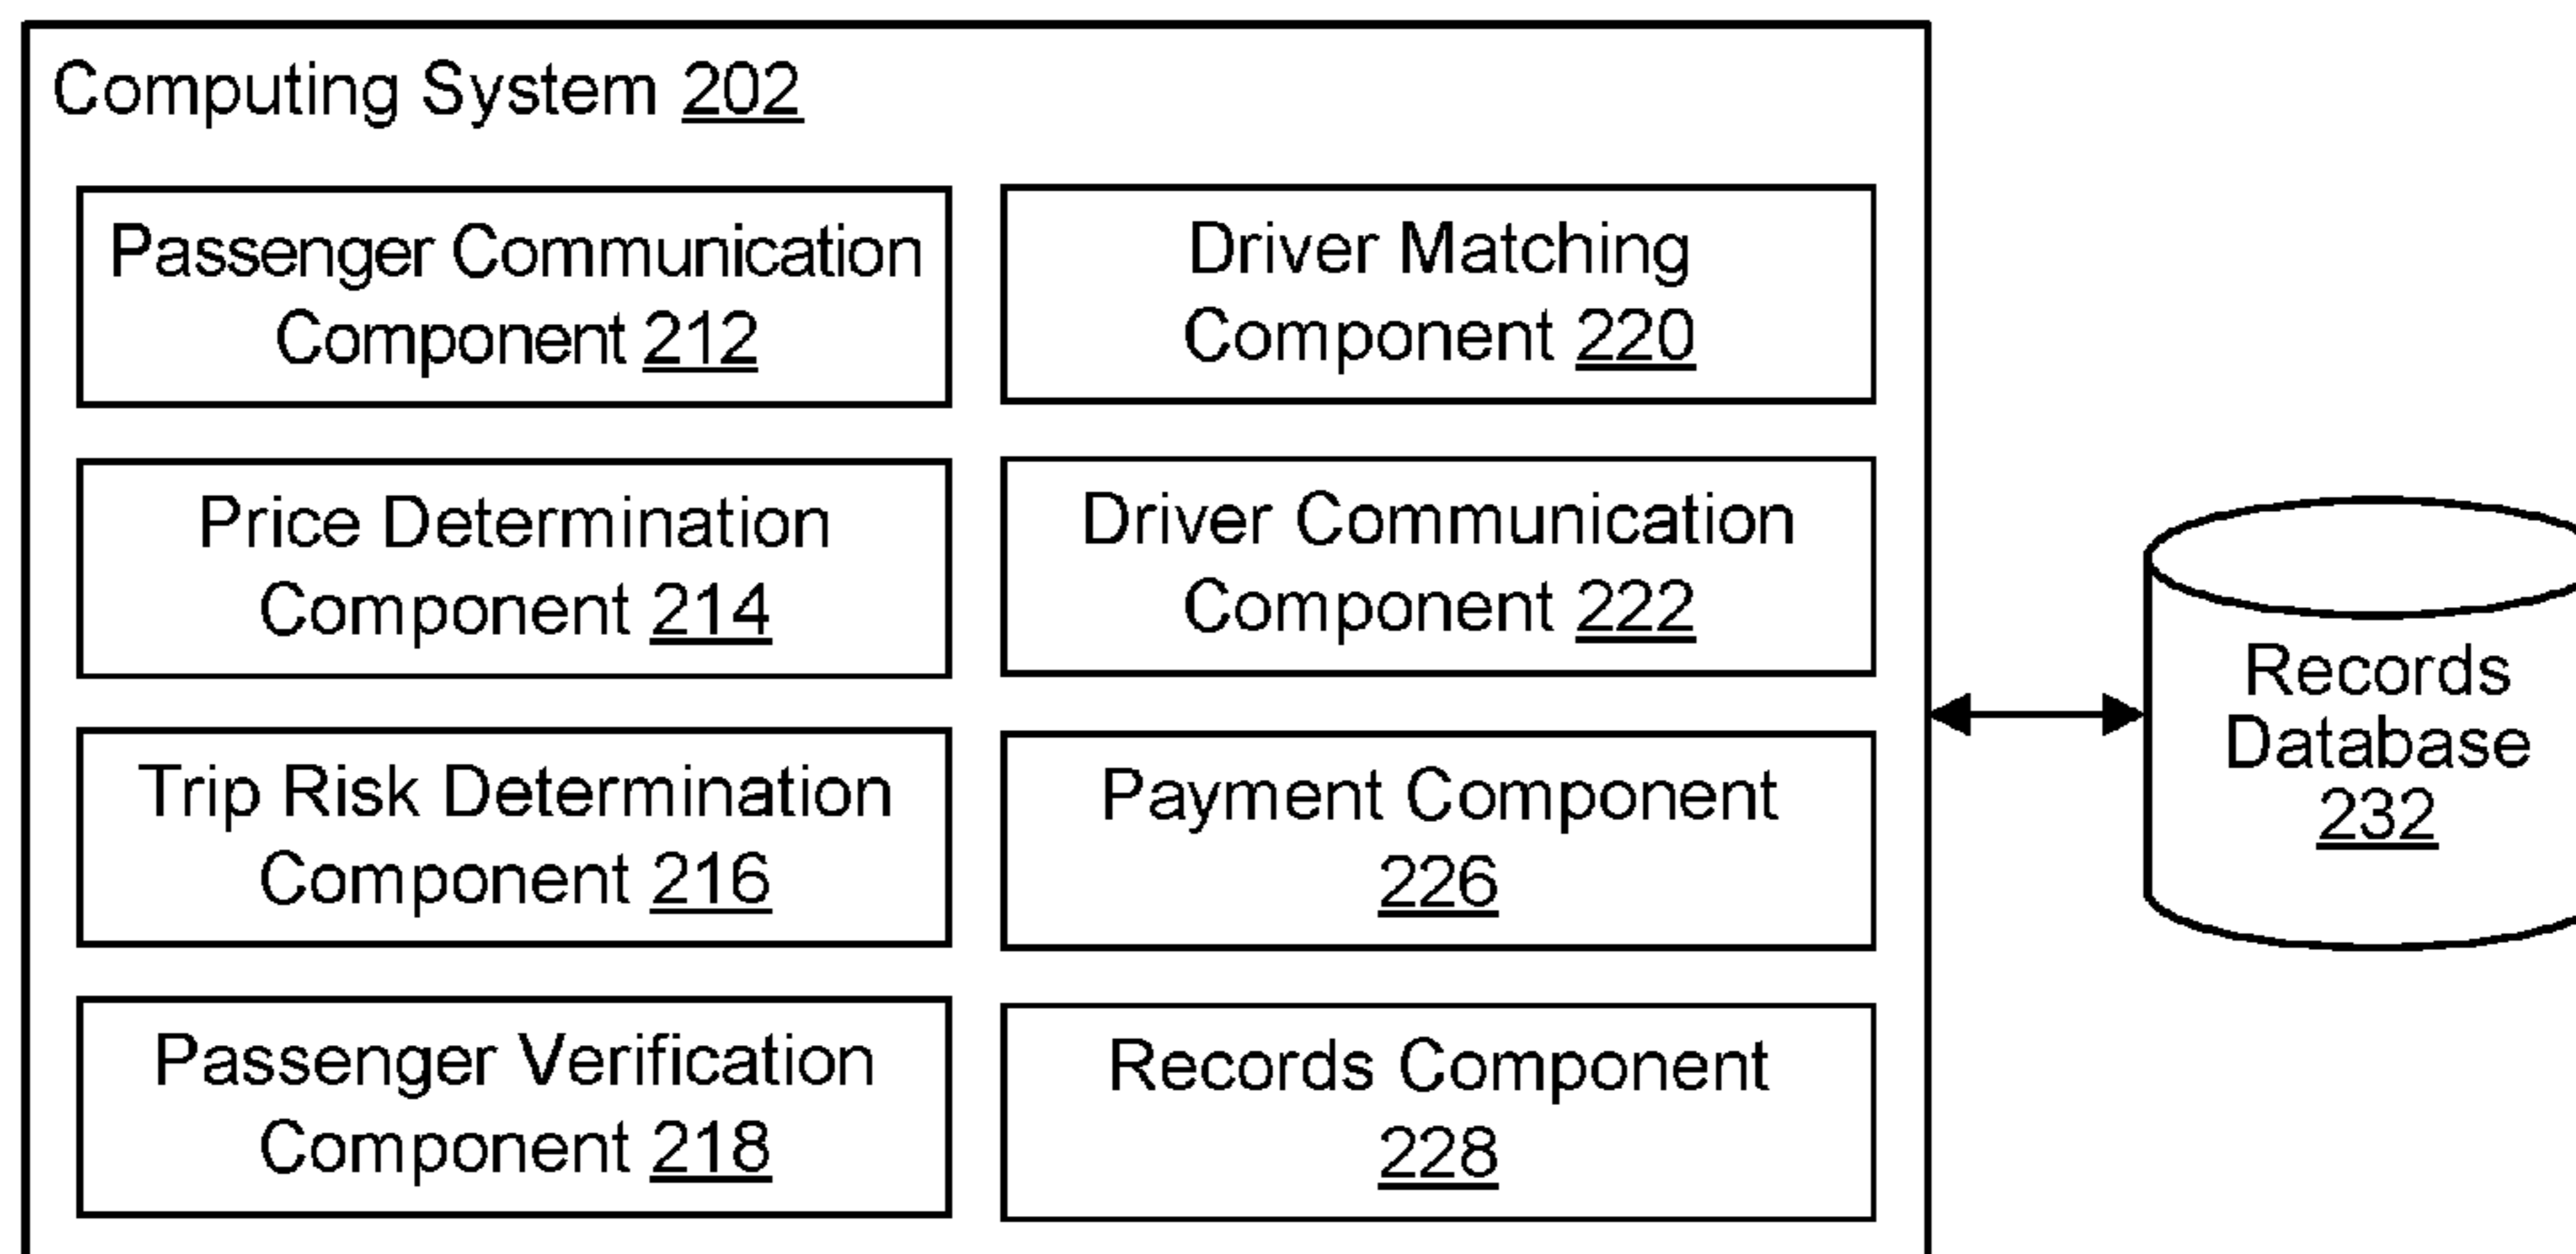 Computing System 202
Passenger Communication
Component 212
Driver Matching
Component 220
Price Determination
Component 214
Driver Communication
Component 222
Trip Risk Determination
Component 216
Payment Component
226
Passenger Verification
Component 218
Records Component
228
Records
Database
232